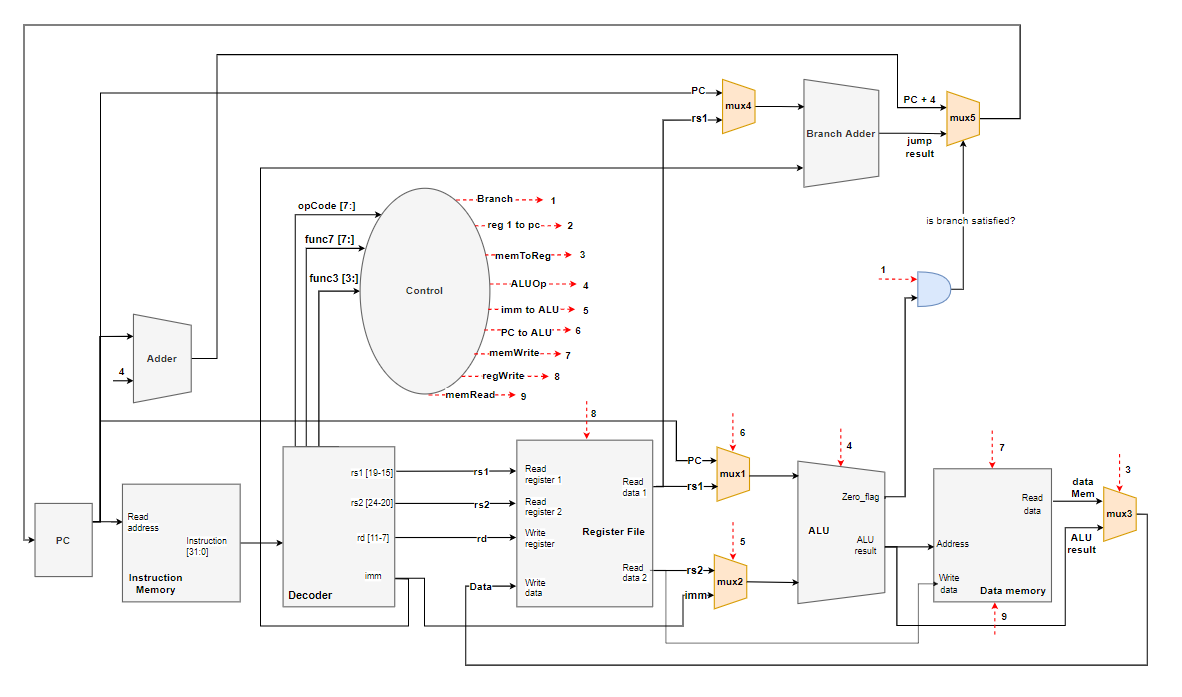 PC
mux4
rs1
Branch Adder
PC + 4
mux5
jump
result
is branch satisfied?
1
opCode [7:]
func7 [7:]
func3 [3:]
Control
Branch
1
reg 1 to pc
2
memToReg
3
ALUOp
4
imm to ALU
5
PC to ALU
6
memWrite
7
regWrite
8
memRead
9
Adder
4
PC
Read
address
Instruction
[31:0]
Instruction
Memory
rs1 [19-15]
rs2 [24-20]
rd [11-7]
imm
Decoder
rs1
rs2
rd
Data
8
Read
register 1
Read
register 2
Write
register
Write
data
Read
data 1
Register File
Read
data 2
6
PC
mux1
rs1
5
rs2
mux2
imm
4
Zero_flag
ALU
ALU
result
7
Read
data
Address
Write
data
Data memory
9
data
Mem
3
mux3
ALU
result